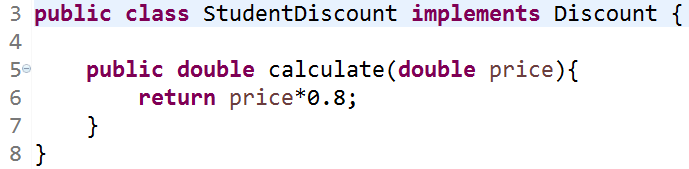 3 public class StudentDiscount implements Discount {
4
5 public double calculate(double price){
6 return price*0.8;
7 }
8 }